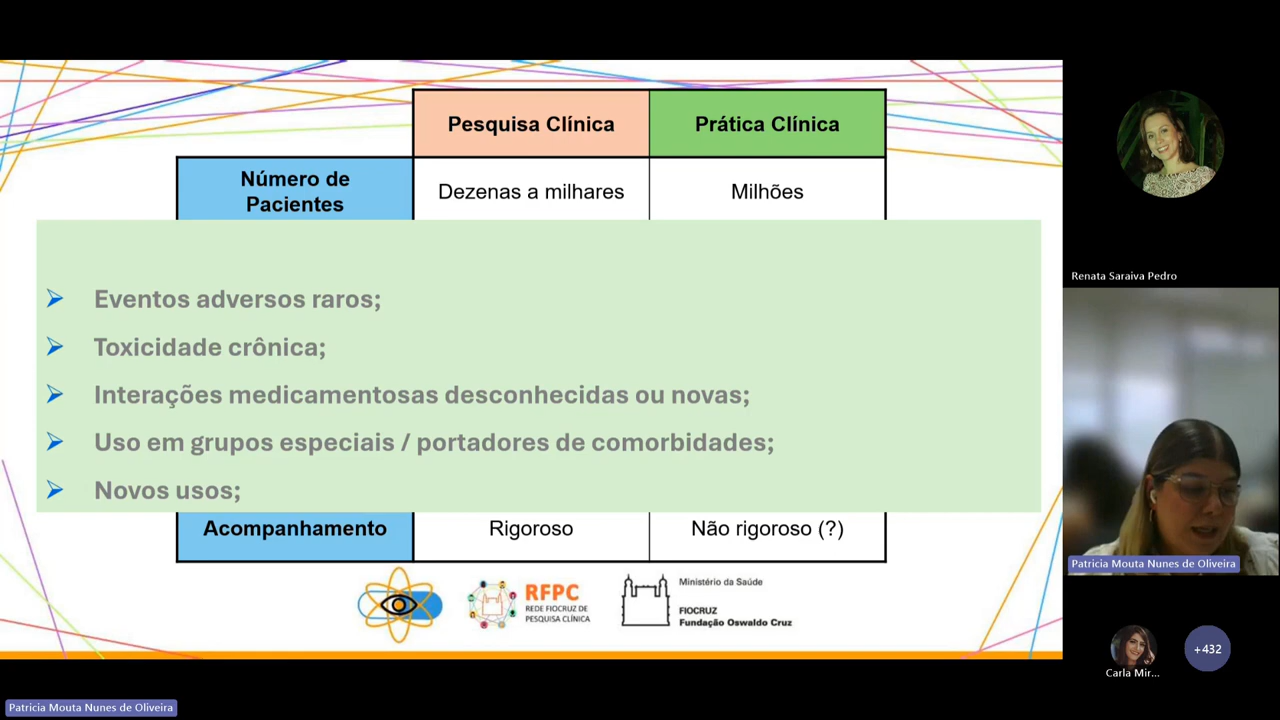 Pesquisa Clínica
Prática Clínica
Número de
Pacientes
Dezenas a milhares
Milhões
Eventos adversos raros;
Toxicidade crônica;
Interações medicamentosas desconhecidas ou novas;
Uso em grupos especiais / portadores de comorbidades;
Novos usos;
Acompanhamento
Rigoroso
Não rigoroso (?)
RFPC
REDE FIOCRUZ DE
PESQUISA CLÍNICA
Ministério da Saúde
FIOCRUZ
Fundação Oswaldo Cruz
Renata Saraiva Pedro
Patricia Mouta Nunes de Oliveira
Carla Mir...
+432
Patricia Mouta Nunes de Oliveira